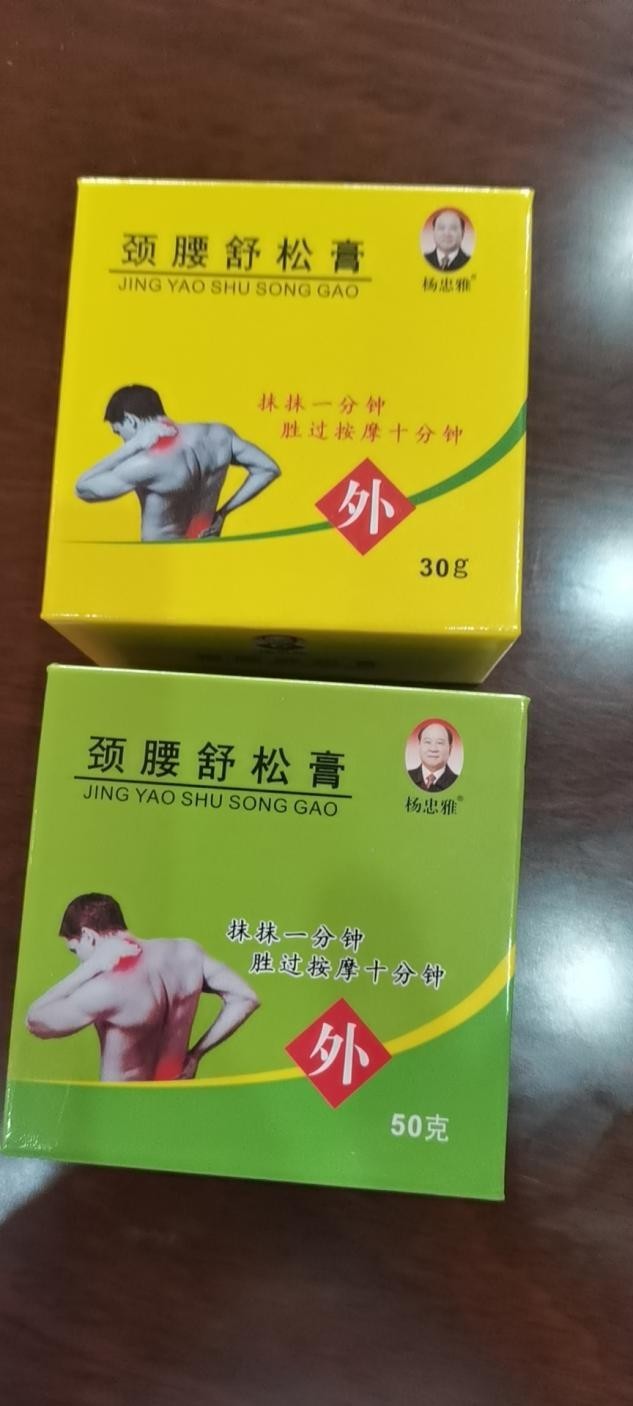 颈腰舒松膏
JING YAO SHU SONG GAO
杨忠雅®
抹抹一分钟
胜过按摩十分钟
外
30g
颈腰舒松膏
JING YAO SHU SONG GAO
杨忠雅®
抹抹一分钟
胜过按摩十分钟
外
50克